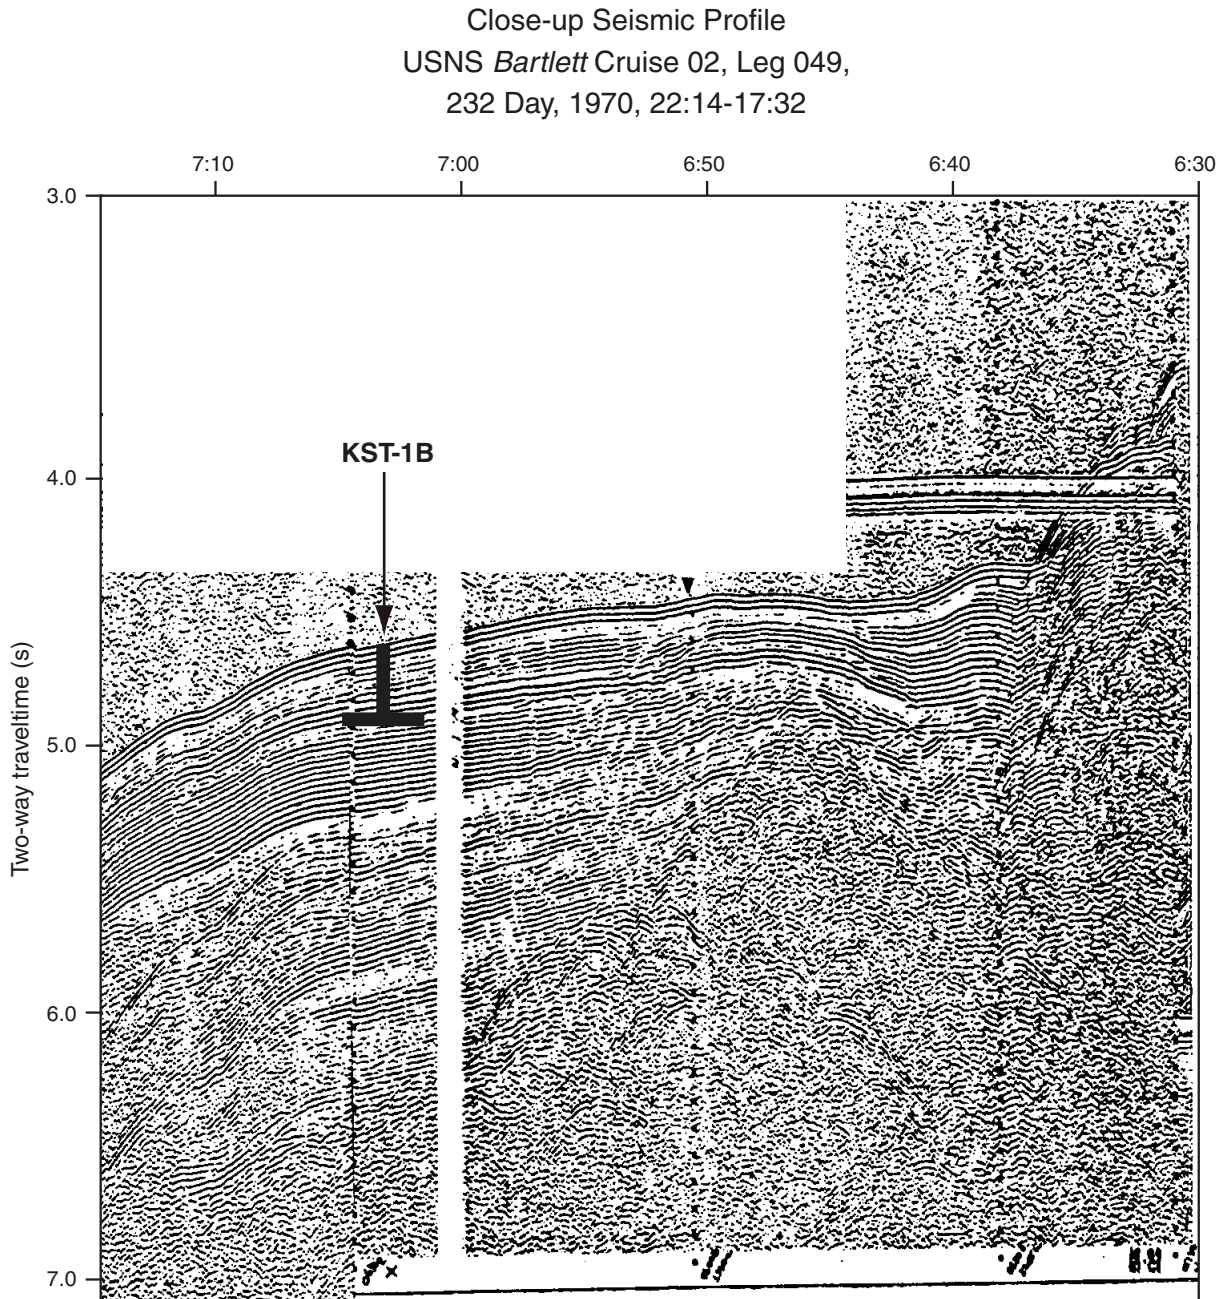 Close-up Seismic Profile
USNS Bartlett Cruise 02, Leg 049,
232 Day, 1970, 22:14-17:32
7:10 7:00 6:50 6:40 6:30
3.0
KST-1B
4.0
5.0
Two-way traveltime (s)
6.0
7.0